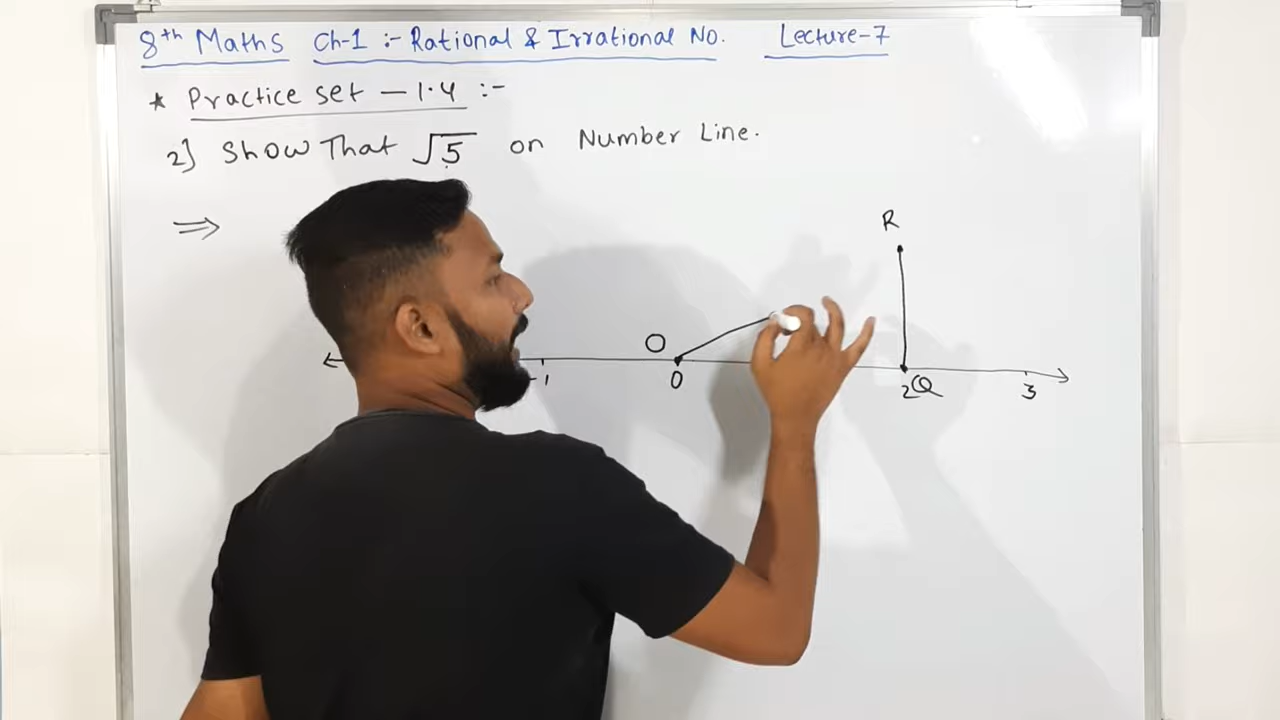 8th Maths Ch-1 :- Rational & Irrational No. Lecture-7
* Practice set — 1.4 :-
2] Show That √5 on Number Line.
⇒
R
O
-1 0 2 Q 3